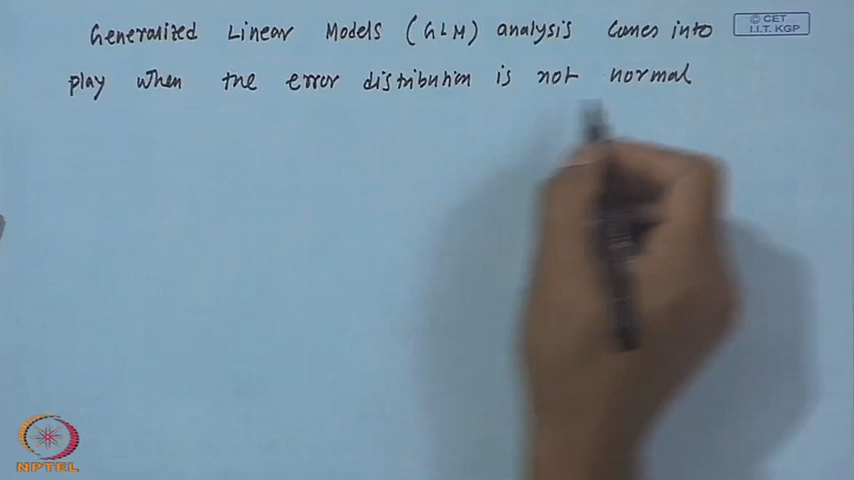 Generalized Linear Models (GLM) analysis comes into
play when the error distribution is not normal
© CET
I.I.T. KGP
NPTEL